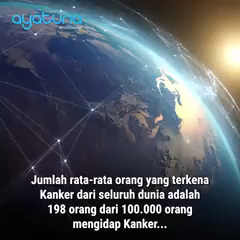 ayatuna
Jumlah rata-rata orang yang terkena
Kanker dari seluruh dunia adalah
198 orang dari 100.000 orang
mengidap Kanker...